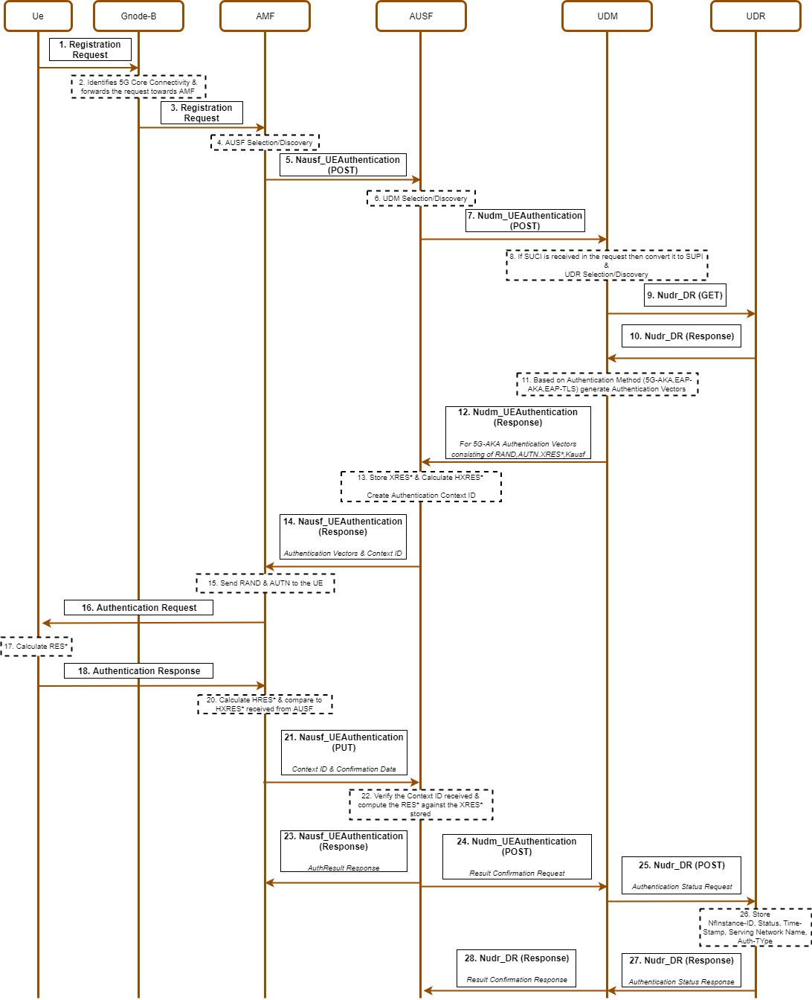 Ue
Gnode-B
AMF
AUSF
UDM
UDR
1. Registration
Request
2. Identifies 5G Core Connectivity &
forwards the request towards AMF
3. Registration
Request
4. AUSF Selection/Discovery
5. Nausf_UEAuthentication
(POST)
6. UDM Selection/Discovery
7. Nudm_UEAuthentication
(POST)
8. If SUCI is received in the request then convert it to SUPI
&
UDR Selection/Discovery
9. Nudr_DR (GET)
10. Nudr_DR (Response)
11. Based on Authentication Method (5G-AKA,EAP-
AKA,EAP-TLS) generate Authentication Vectors
12. Nudm_UEAuthentication
(Response)
For 5G-AKA Authentication Vectors
consisting of RAND,AUTN.XRES*,Kausf
13. Store XRES* & Calculate HXRES*
Create Authentication Context ID
14. Nausf_UEAuthentication
(Response)
Authentication Vectors & Context ID
15. Send RAND & AUTN to the UE
16. Authentication Request
17. Calculate RES*
18. Authentication Response
20. Calculate HRES* & compare to
HXRES* received from AUSF
21. Nausf_UEAuthentication
(PUT)
Context ID & Confirmation Data
22. Verify the Context ID received &
compute the RES* against the XRES*
stored
23. Nausf_UEAuthentication
(Response)
AuthResult Response
24. Nudm_UEAuthentication
(POST)
Result Confirmation Request
25. Nudr_DR (POST)
Authentication Status Request
26. Store
NfInstance-ID, Status, Time-
Stamp, Serving Network Name,
Auth-TYpe
27. Nudr_DR (Response)
Authentication Status Response
28. Nudr_DR (Response)
Result Confirmation Response